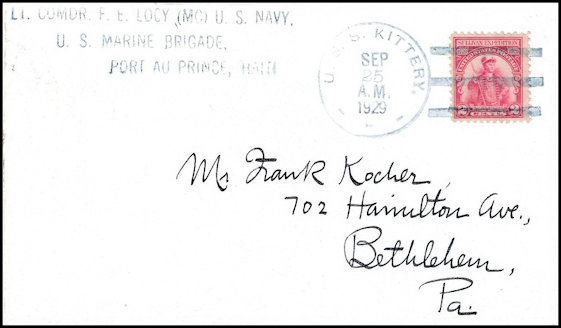 LT. COMDR. F. E. LOCY (MC) U. S. NAVY,
U. S. MARINE BRIGADE,
PORT AU PRINCE, HAITI
U. S. S. KITTERY.
SEP
25
A.M.
1929
SULLIVAN EXPEDITION
2
Mr Frank Kocher,
702 Hamilton Ave.,
Bethlehem,
Pa.